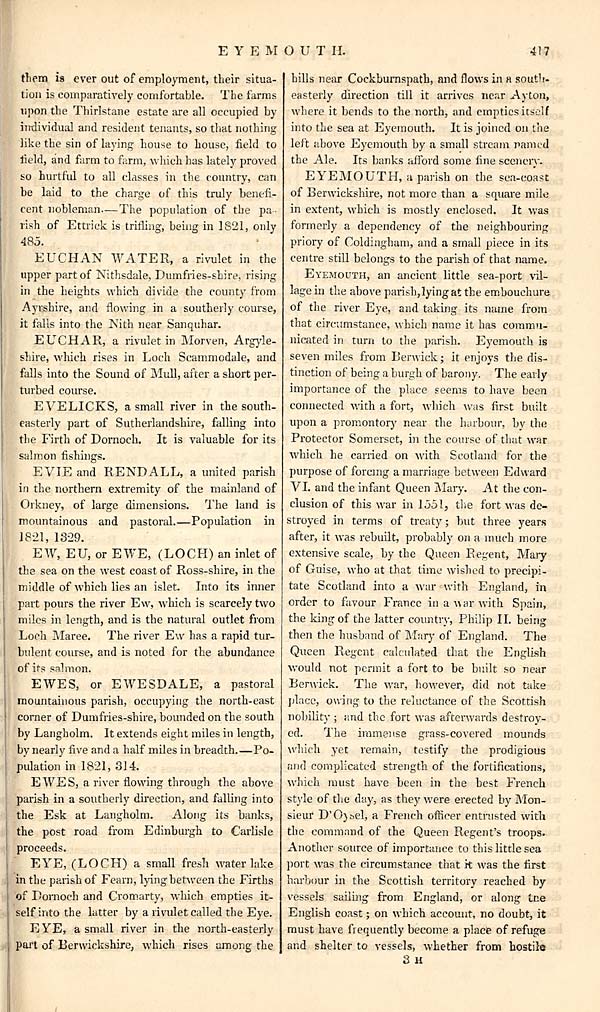 EYEMOUTH. 417
them is ever out of employment, their situa-
tion is comparatively comfortable. The farms
upon the Thirlstane estate are all occupied by
individual and resident tenants, so that nothing
like the sin of laying house to house, field to
field, and farm to farm, which has lately proved
so hurtful to all classes in the country, can
be laid to the charge of this truly benefi-
cent nobleman.—The population of the pa-
rish of Ettrick is trifling, being in 1821, only
485.
EUCHAN WATER, a rivulet in the
upper part of Nithsdale, Dumfries-shire, rising
in the heights which divide the county from
Ayrshire, and flowing in a southerly course,
it falls into the Nith near Sanquhar.
EUCHAR, a rivulet in Morven, Argyle-
shire, which rises in Loch Scammodale, and
falls into the Sound of Mull, after a short per-
turbed course.
EVELICKS, a small river in the south-
easterly part of Sutherlandshire, falling into
the Firth of Dornoch. It is valuable for its
salmon fishings.
EVIE and RENDALL, a united parish
in the northern extremity of the mainland of
Orkney, of large dimensions. The land is
mountainous and pastoral.—Population in
1821, 1329.
EW, EU, or EWE, (LOCH) an inlet of
the sea on the west coast of Ross-shire, in the
middle of which lies an islet. Into its inner
part pours the river Ew, which is scarcely two
miles in length, and is the natural outlet from
Loch Maree. The river Ew has a rapid tur-
bulent course, and is noted for the abundance
of its salmon.
EWES, or EWESDALE, a pastoral
mountainous parish, occupying the north-east
corner of Dumfries-shire, bounded on the south
by Langholm. It extends eight miles in length,
by nearly five and a half miles in breadth.—Po-
pulation in 1821, 314.
EWES, a river flowing through the above
parish in a southerly direction, and falling into
the Esk at Langholm. Along its banks,
the post road from Edinburgh to Carlisle
proceeds.
EYE, (LOCH) a small fresh water lake
in the parish of Fearn, lying between the Firths
of Dornoch and Cromarty, which empties it-
self into the latter by a rivulet called the Eye.
EYE, a small river in the north-easterly
part of Berwickshire, which rises among the
hills near Cockburnspath, and flows in a south-
easterly direction till it arrives near Ayton,
where it bends to the north, and empties itself
into the sea at Eyemouth. It is joined on the
left above Eyemouth by a small stream named
the Ale. Its banks afford some fine scenery.
EYEMOUTH, a parish on the sea-coast
of Berwickshire, not more than a square mile
in extent, which is mostly enclosed. It was
formerly a dependency of the neighbouring
priory of Coldingham, and a small piece in its
centre still belongs to the parish of that name.
EYEMOUTH, an ancient little sea-port vil-
lage in the above parish, lying at the embouchure
of the river Eye, and taking its name from
that circumstance, which name it has commu-
nicated in turn to the parish. Eyemouth is
seven miles from Berwick; it enjoys the dis-
tinction of being a burgh of barony. The early
importance of the place seems to have been
connected with a fort, which was first built
upon a promontory near the harbour, by the
Protector Somerset, in the course of that war
which he carried on with Scotland for the
purpose of forcing a marriage between Edward
VI. and the infant Queen Mary. At the con-
clusion of this war in 1551, the fort was de-
stroyed in terms of treaty; but three years
after, it was rebuilt, probably on a much more
extensive scale, by the Queen Regent, Mary
of Guise, who at that time wished to precipi-
tate Scotland into a war with England, in
order to favour France in a war with Spain,
the king of the latter country, Philip II. being
then the husband of Mary of England. The
Queen Regent calculated that the English
would not permit a fort to be built so near
Berwick. The war, however, did not take
place, owing to the reluctance of the Scottish
nobility; and the fort was afterwards destroy-
ed. The immense grass-covered mounds
which yet remain, testify the prodigious
and complicated strength of the fortifications,
which must have been in the best French
style of the day, as they were erected by Mon-
sieur D'Oysel, a French officer entrusted with
the command of the Queen Regent's troops.
Another source of importance to this little sea
port was the circumstance that it was the first
harbour in the Scottish territory reached by
vessels sailing from England, or along the
English coast; on which account, no doubt, it
must have frequently become a place of refuge
and shelter to vessels, whether from hostile
3 H